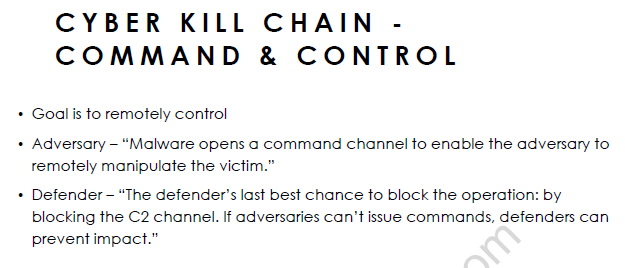 CYBER KILL CHAIN -
COMMAND & CONTROL
• Goal is to remotely control
• Adversary – “Malware opens a command channel to enable the adversary to
remotely manipulate the victim.”
• Defender – “The defender’s last best chance to block the operation: by
blocking the C2 channel. If adversaries can’t issue commands, defenders can
prevent impact.”
om